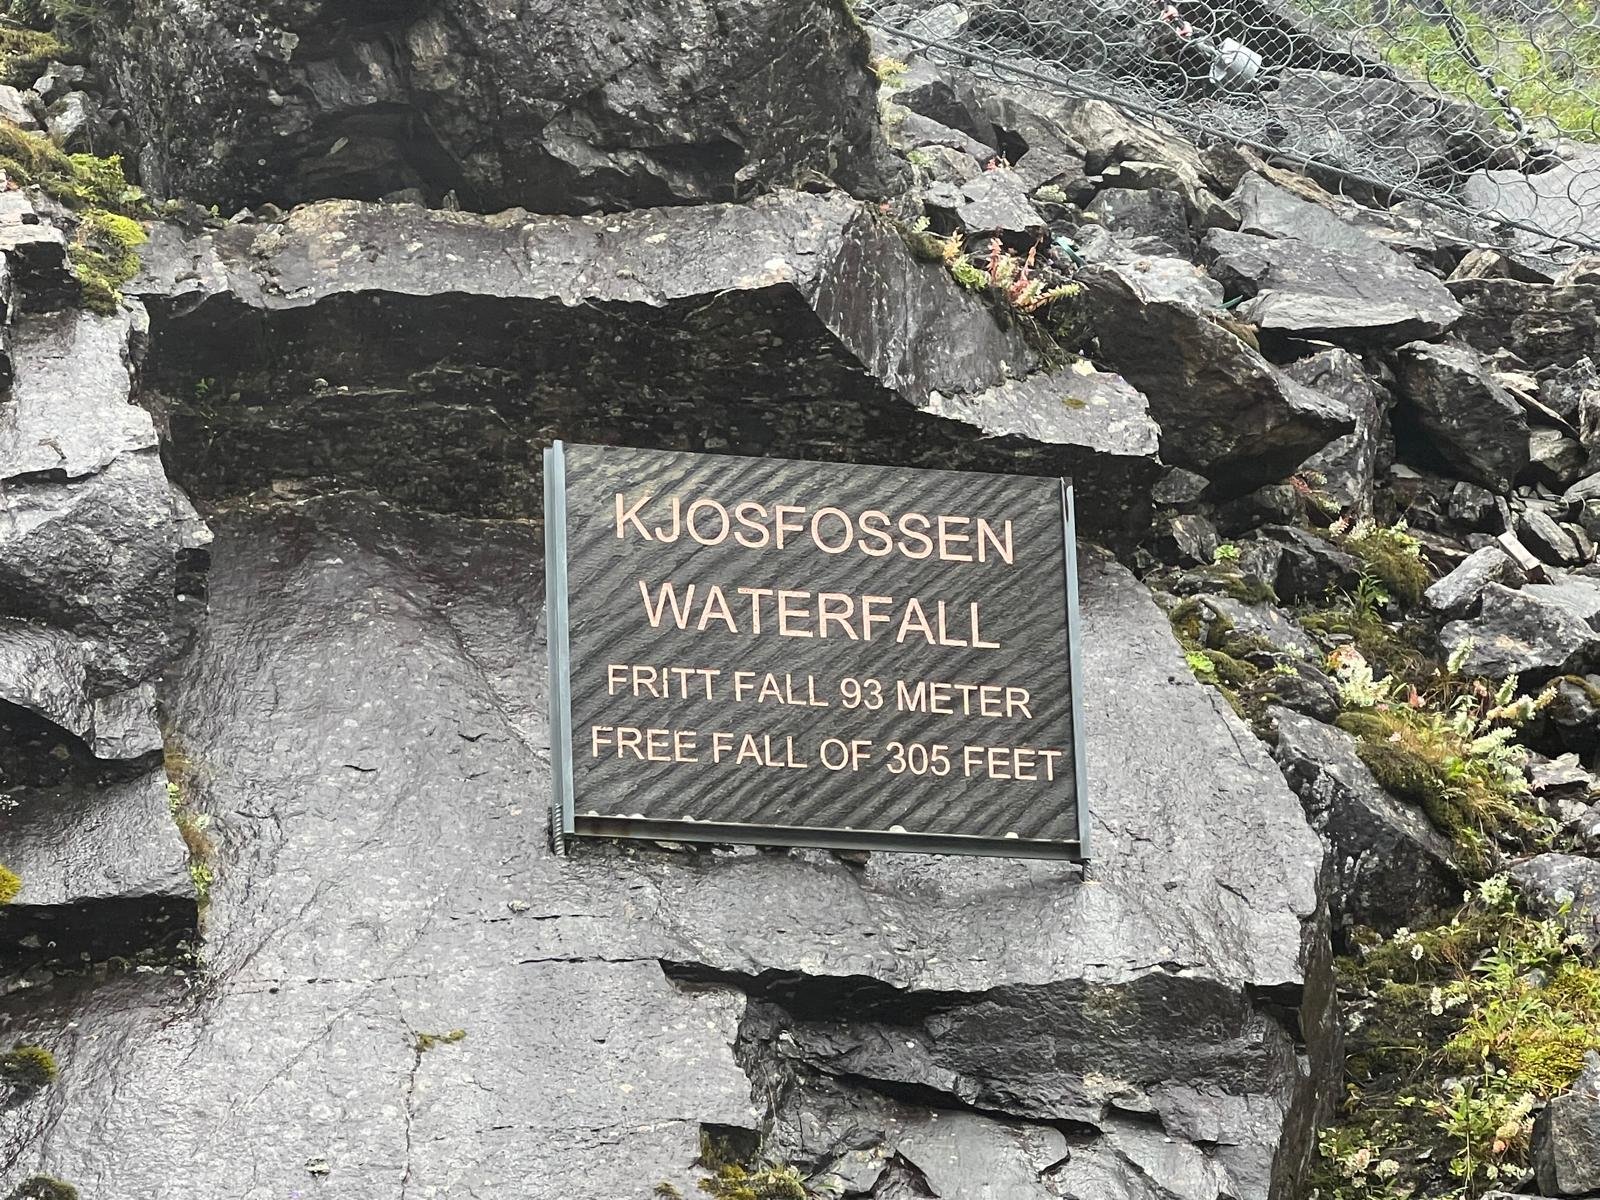 KJOSFOSSEN
WATERFALL
FRITT FALL 93 METER
FREE FALL OF 305 FEET